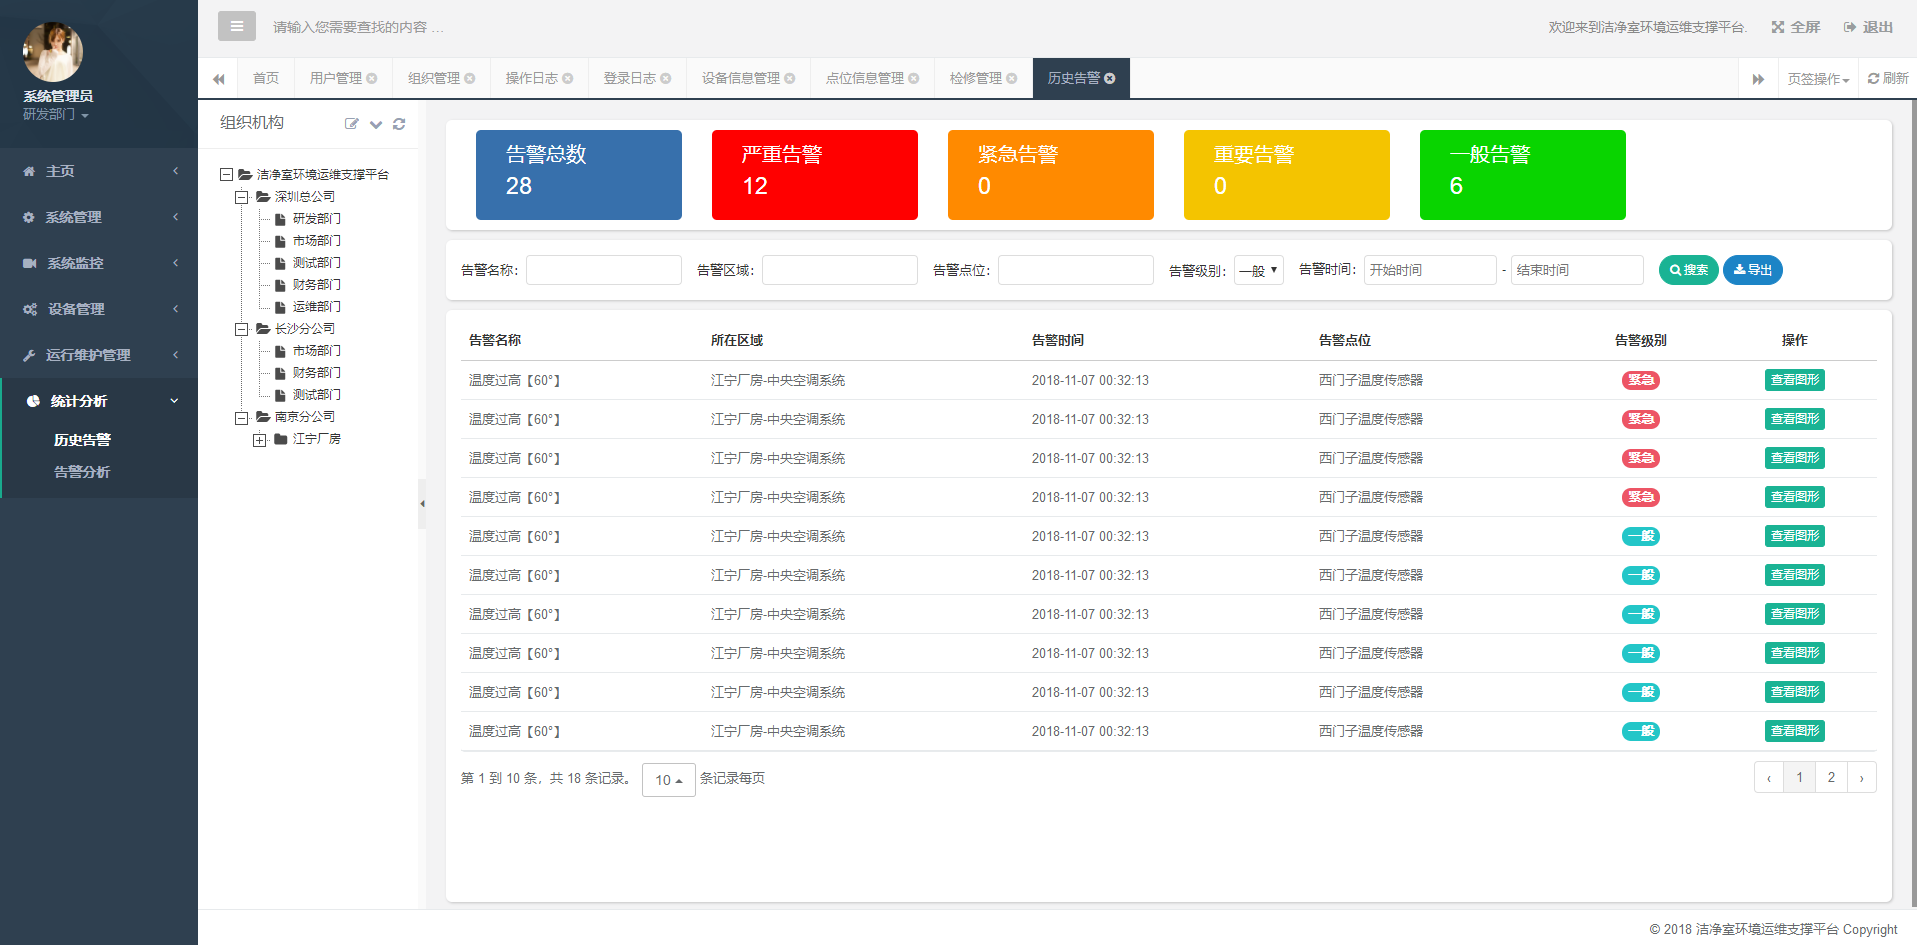 系统管理员
研发部门
主页
系统管理
系统监控
设备管理
运行维护管理
统计分析
历史告警
告警分析
请输入您需要查找的内容 …
欢迎来到洁净室环境运维支撑平台. 全屏 退出
首页 用户管理 组织管理 操作日志 登录日志 设备信息管理 点位信息管理 检修管理 历史告警 页签操作 刷新
组织机构
洁净室环境运维支撑平台
深圳总公司
研发部门
市场部门
测试部门
财务部门
运维部门
长沙分公司
市场部门
财务部门
测试部门
南京分公司
江宁厂房
告警总数 严重告警 紧急告警 重要告警 一般告警
28 12 0 0 6
告警名称: 告警区域: 告警点位: 告警级别: 一般 告警时间: 开始时间 - 结束时间 搜索 导出
告警名称 所在区域 告警时间 告警点位 告警级别 操作
温度过高【60°】 江宁厂房-中央空调系统 2018-11-07 00:32:13 西门子温度传感器 紧急 查看图形
温度过高【60°】 江宁厂房-中央空调系统 2018-11-07 00:32:13 西门子温度传感器 紧急 查看图形
温度过高【60°】 江宁厂房-中央空调系统 2018-11-07 00:32:13 西门子温度传感器 紧急 查看图形
温度过高【60°】 江宁厂房-中央空调系统 2018-11-07 00:32:13 西门子温度传感器 紧急 查看图形
温度过高【60°】 江宁厂房-中央空调系统 2018-11-07 00:32:13 西门子温度传感器 一般 查看图形
温度过高【60°】 江宁厂房-中央空调系统 2018-11-07 00:32:13 西门子温度传感器 一般 查看图形
温度过高【60°】 江宁厂房-中央空调系统 2018-11-07 00:32:13 西门子温度传感器 一般 查看图形
温度过高【60°】 江宁厂房-中央空调系统 2018-11-07 00:32:13 西门子温度传感器 一般 查看图形
温度过高【60°】 江宁厂房-中央空调系统 2018-11-07 00:32:13 西门子温度传感器 一般 查看图形
温度过高【60°】 江宁厂房-中央空调系统 2018-11-07 00:32:13 西门子温度传感器 一般 查看图形
第 1 到 10 条，共 18 条记录。 10 条记录每页 ‹ 1 2 ›
© 2018 洁净室环境运维支撑平台 Copyright